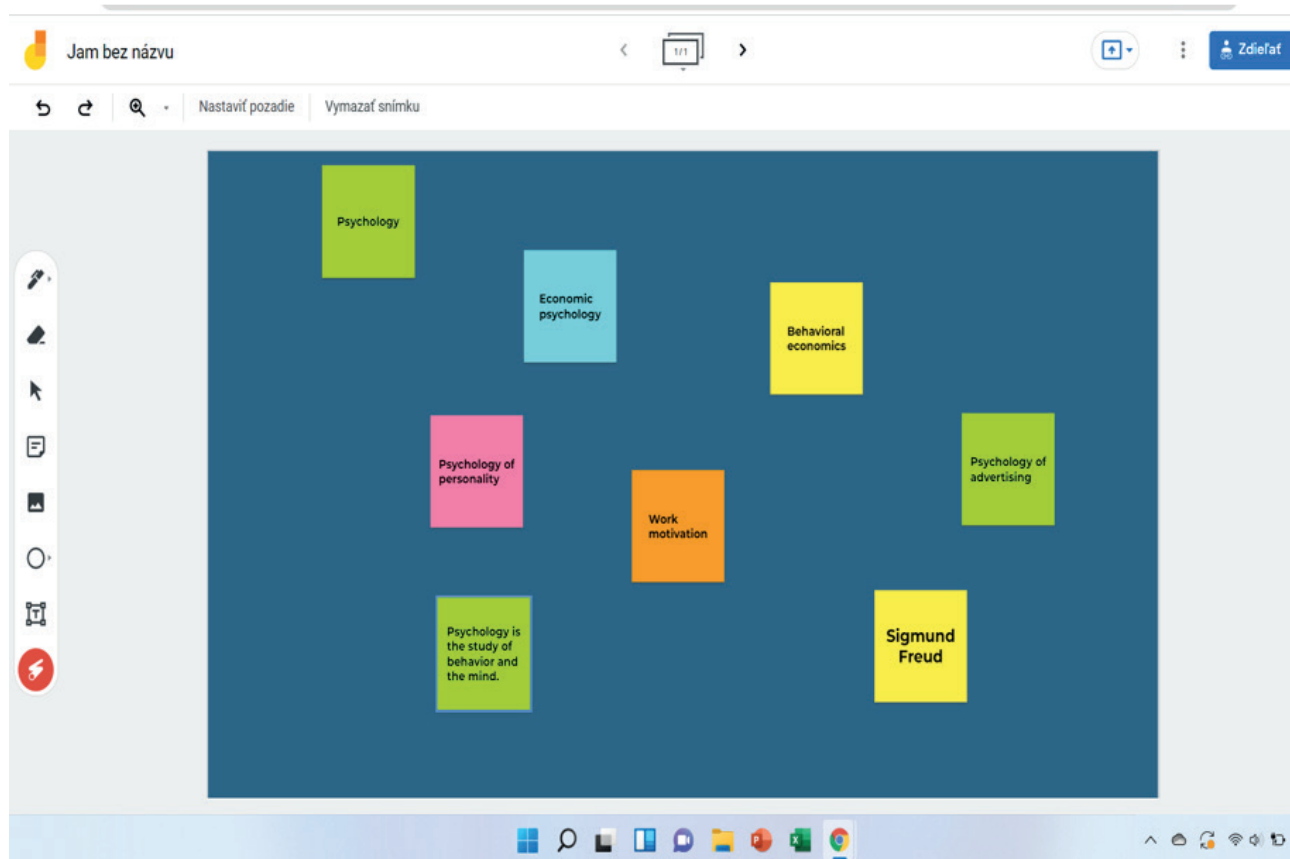 Jam bez názvu
1/1
Zdieľať
Nastaviť pozadie
Vymazať snímku
Psychology
Economic
psychology
Behavioral
economics
Psychology of
personality
Psychology of
advertising
Work
motivation
Psychology is
the study of
behavior and
the mind.
Sigmund
Freud